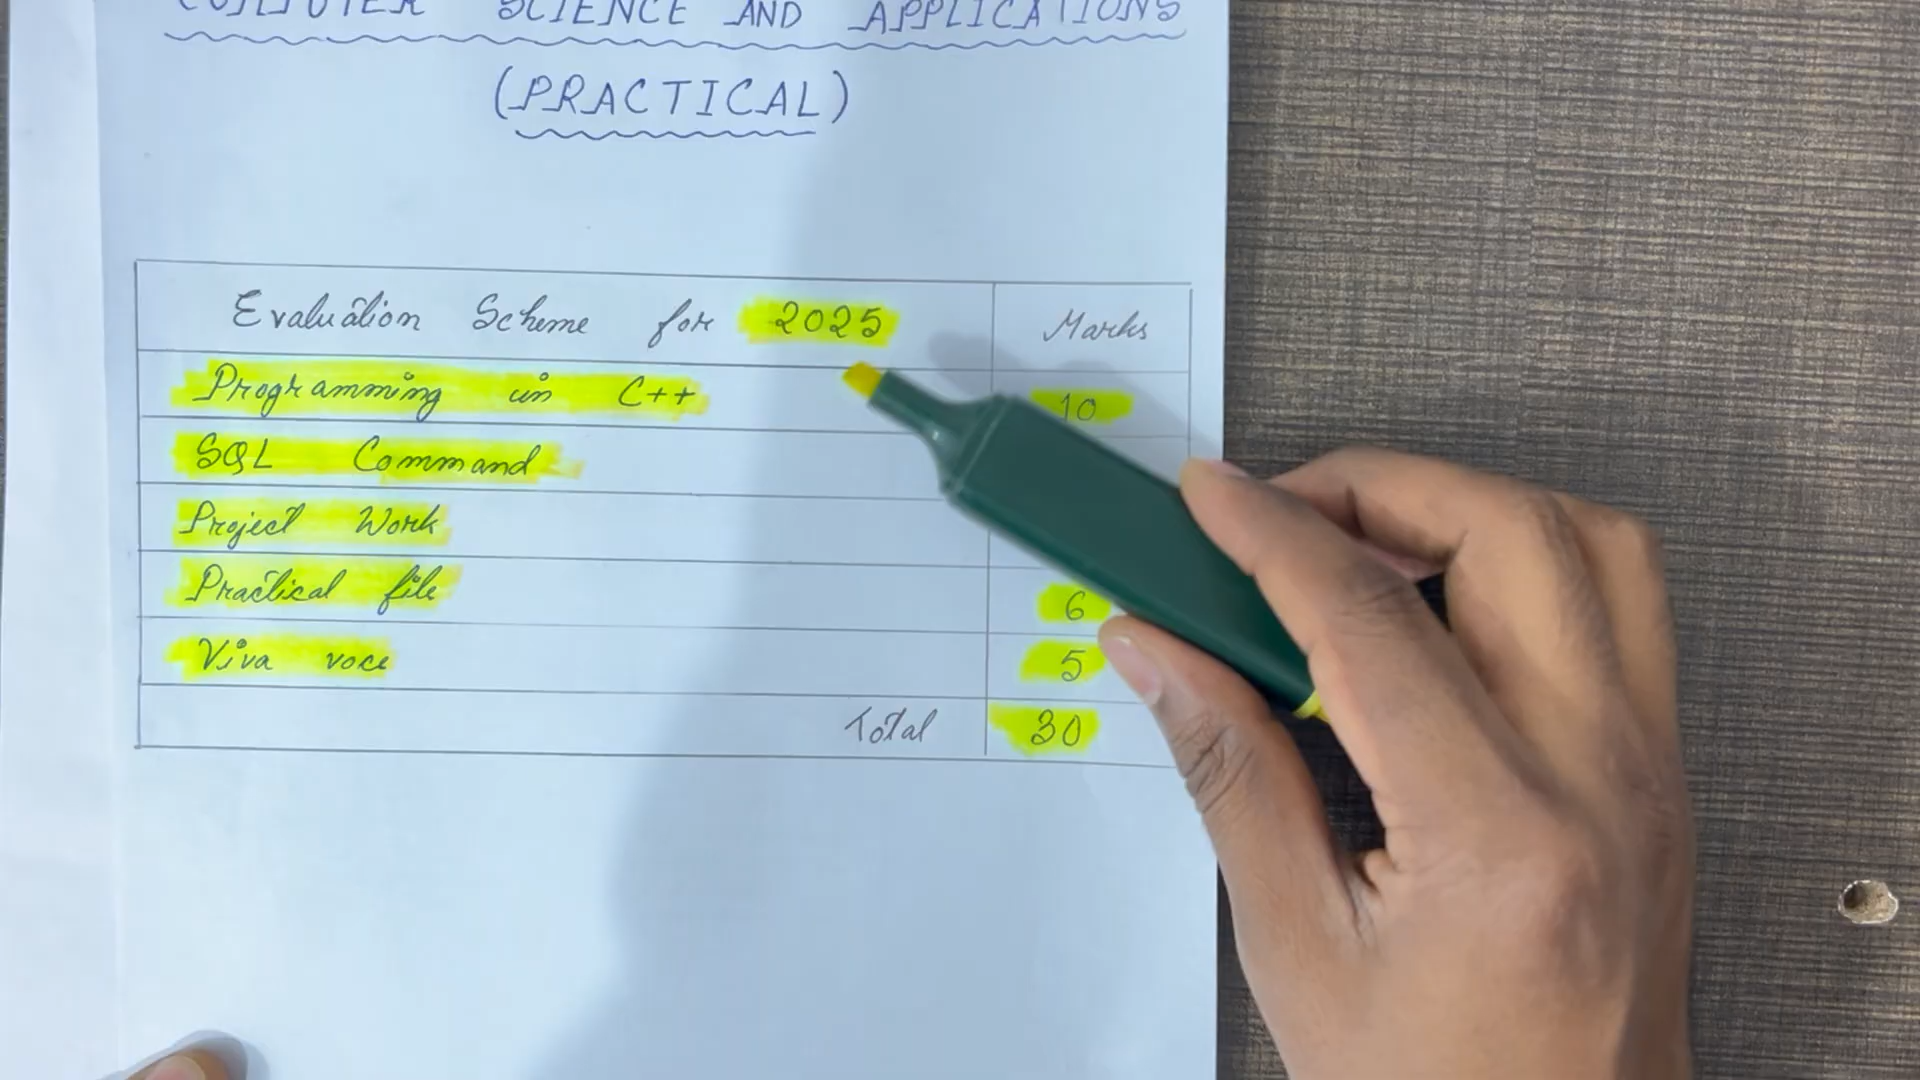 COMPUTER SCIENCE AND APPLICATIONS
(PRACTICAL)
Evaluation Scheme for 2025 Marks
Programming in C++ 10
SQL Command
Project Work
Practical file 6
Viva voce 5
Total 30